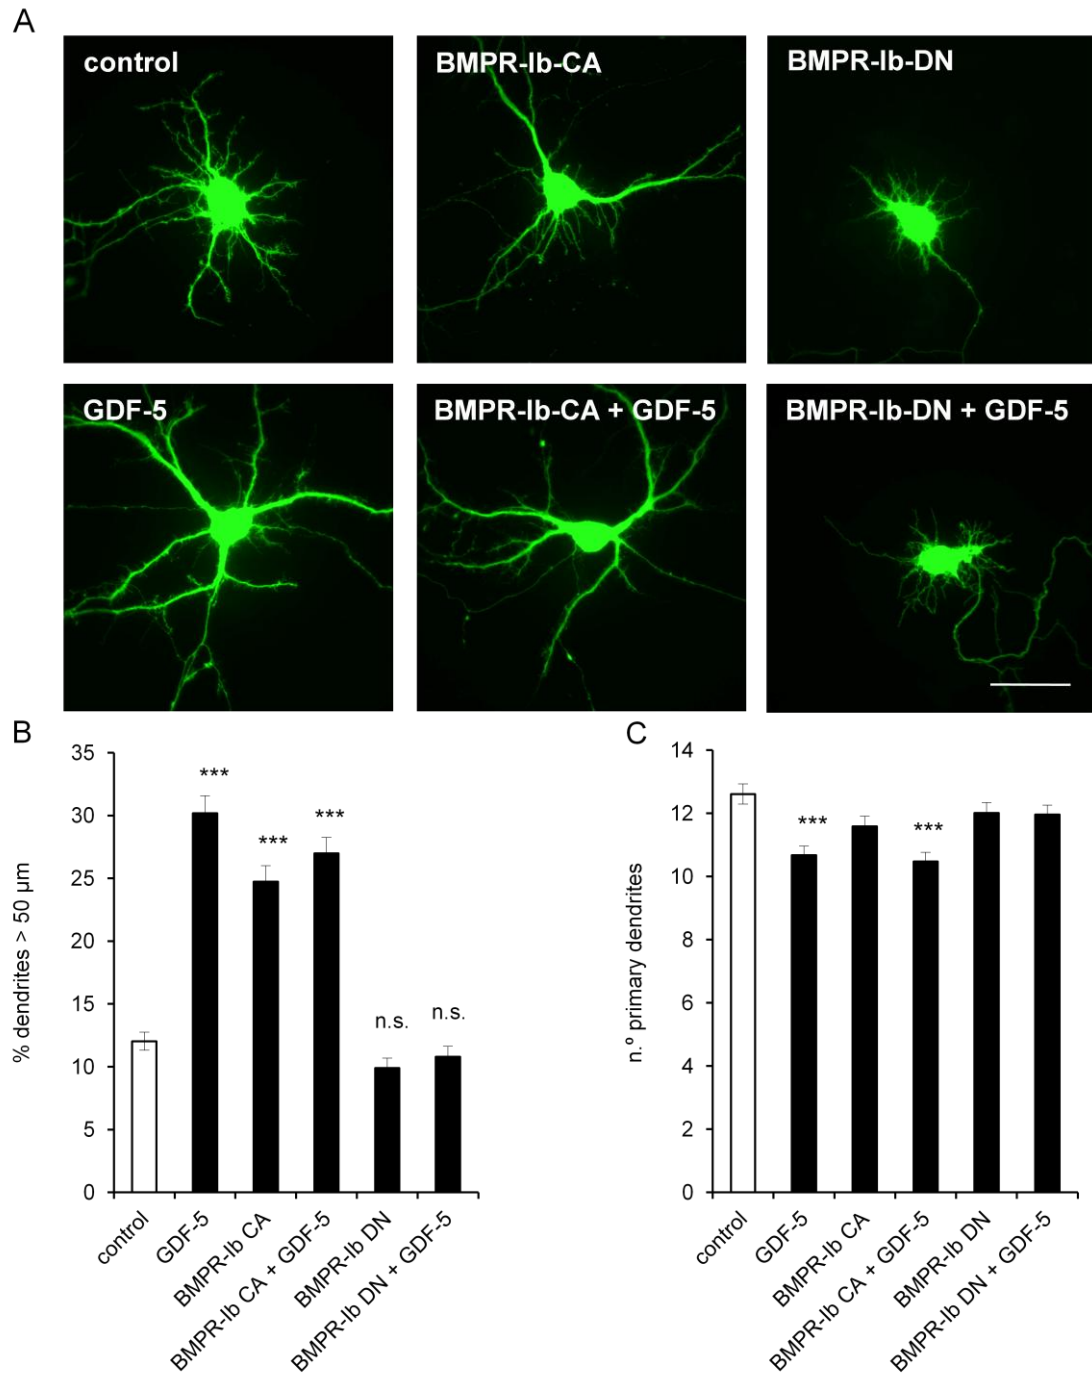 A
control
BMPR-Ib-CA
BMPR-Ib-DN
GDF-5
BMPR-Ib-CA + GDF-5
BMPR-Ib-DN + GDF-5
B
% dendrites > 50 µm
35
30
25
20
15
10
5
0
***
***
***
n.s.
n.s.
control
GDF-5
BMPR-Ib CA
BMPR-Ib CA + GDF-5
BMPR-Ib DN
BMPR-Ib DN + GDF-5
C
n.º primary dendrites
14
12
10
8
6
4
2
0
***
***
control
GDF-5
BMPR-Ib CA
BMPR-Ib CA + GDF-5
BMPR-Ib DN
BMPR-Ib DN + GDF-5